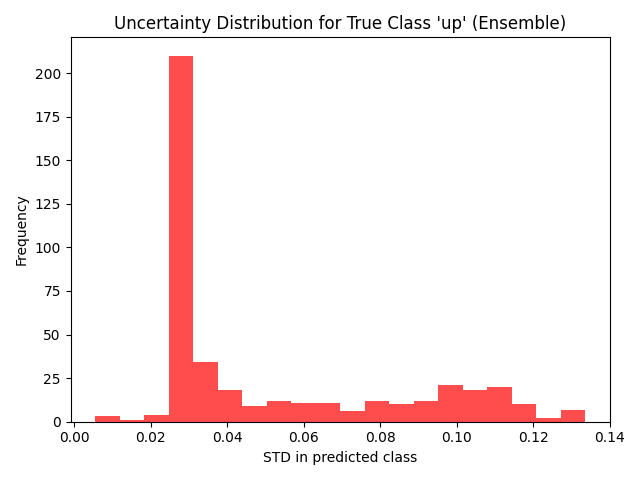 Uncertainty Distribution for True Class 'up' (Ensemble)
200
175
150
125
100
75
50
25
0
Frequency
0.00 0.02 0.04 0.06 0.08 0.10 0.12 0.14
STD in predicted class